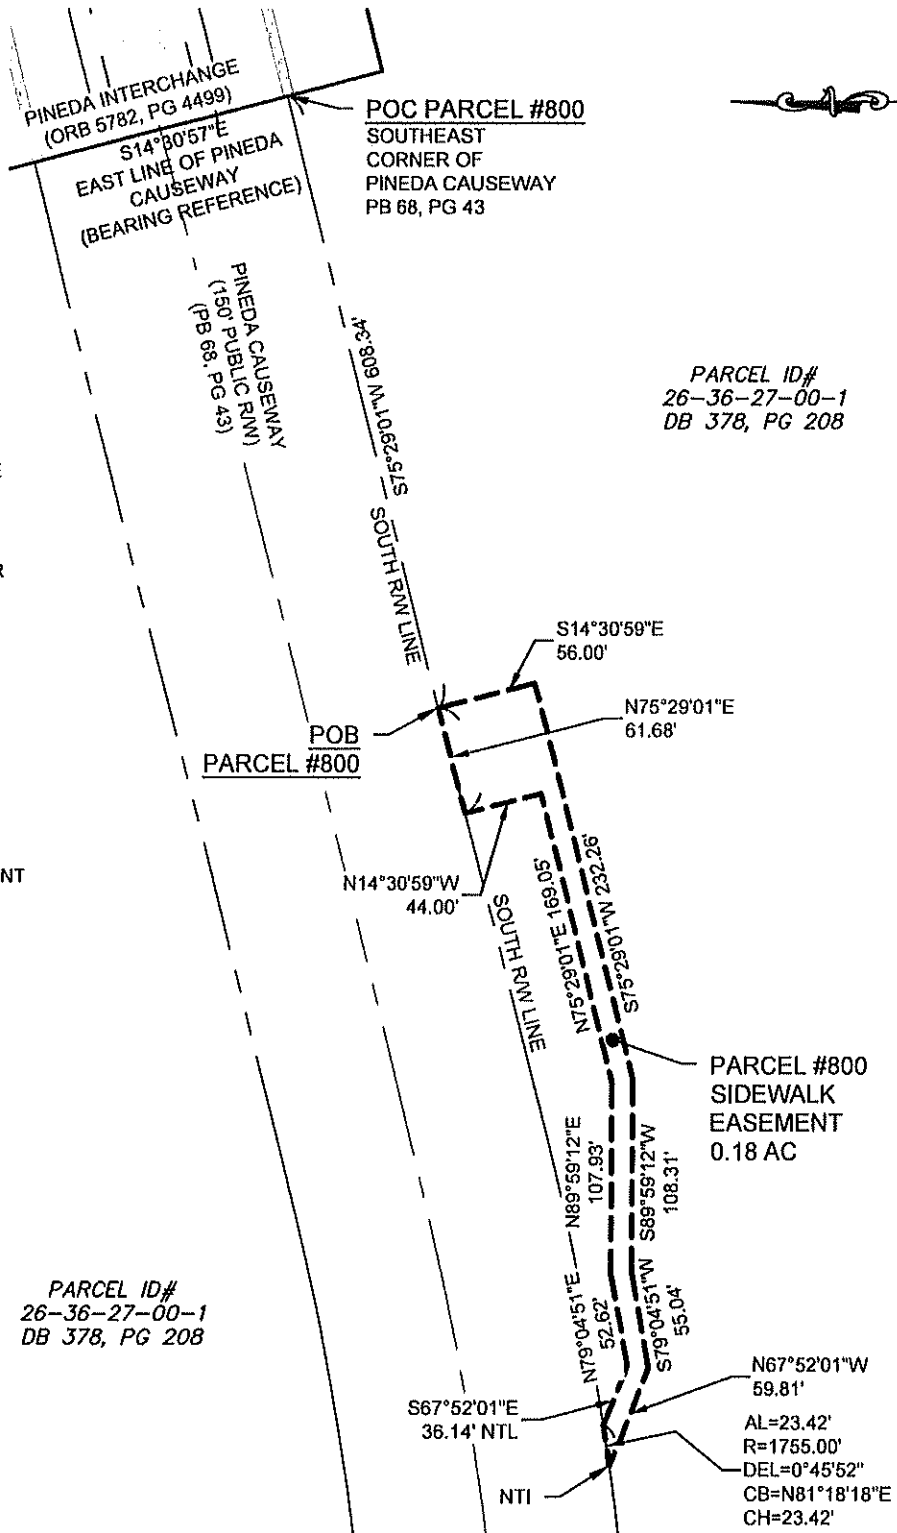 PINEDA INTERCHANGE
(ORB 5782, PG 4499)
S14°30'57"E
EAST LINE OF PINEDA
CAUSEWAY
(BEARING REFERENCE)
POC PARCEL #800
SOUTHEAST
CORNER OF
PINEDA CAUSEWAY
PB 68, PG 43
PINEDA CAUSEWAY
(150' PUBLIC R/W)
(PB 68, PG 43)
S75°29'01"W 608.34'
SOUTH R/W LINE
PARCEL ID#
26-36-27-00-1
DB 378, PG 208
S14°30'59"E
56.00'
N75°29'01"E
61.68'
POB
PARCEL #800
N14°30'59"W
44.00'
NT
SOUTH R/W LINE
N75°29'01"E 169.05'
S75°29'01"W 232.26'
PARCEL #800
SIDEWALK
EASEMENT
0.18 AC
N89°59'12"E
107.93'
S89°59'12"W
108.31'
PARCEL ID#
26-36-27-00-1
DB 378, PG 208
N79°04'51"E
52.62'
S79°04'51"W
55.04'
N67°52'01"W
59.81'
S67°52'01"E
36.14' NTL
AL=23.42'
R=1755.00'
DEL=0°45'52"
CB=N81°18'18"E
CH=23.42'
NTI